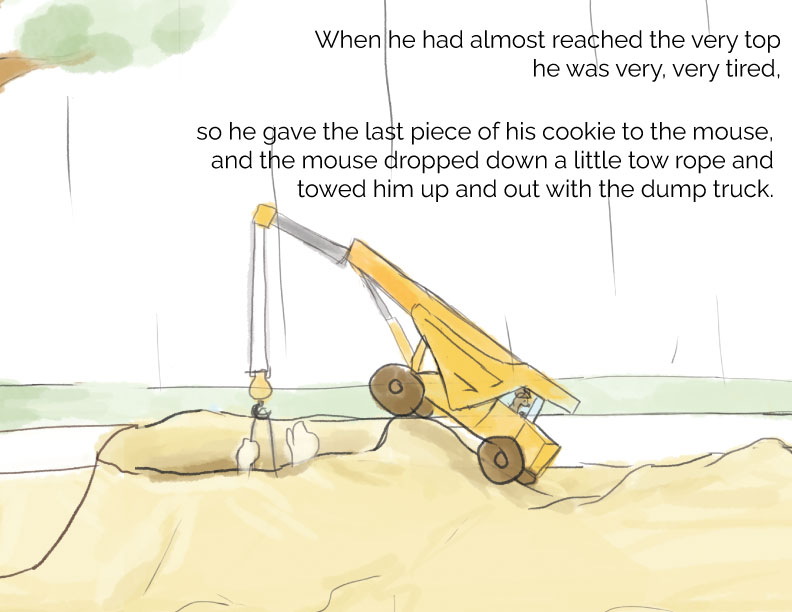 When he had almost reached the very top
he was very, very tired,
so he gave the last piece of his cookie to the mouse,
and the mouse dropped down a little tow rope and
towed him up and out with the dump truck.